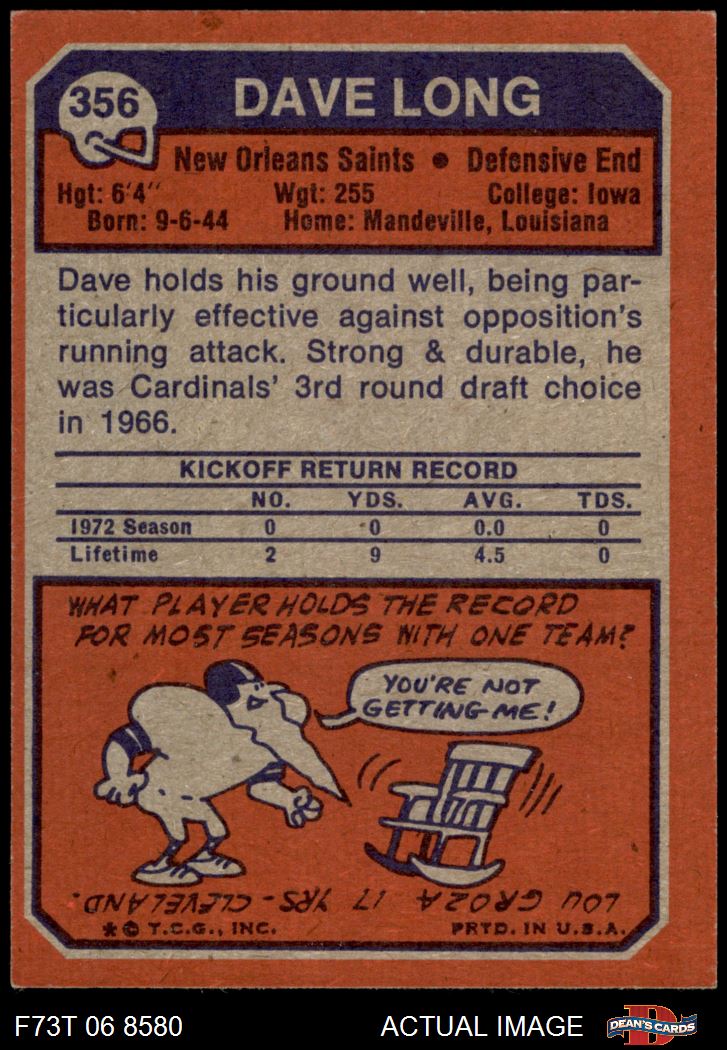 356
DAVE LONG
New Orleans Saints • Defensive End
Hgt: 6'4" Wgt: 255 College: Iowa
Born: 9-6-44 Home: Mandeville, Louisiana
Dave holds his ground well, being par-
ticularly effective against opposition's
running attack. Strong & durable, he
was Cardinals' 3rd round draft choice
in 1966.
KICKOFF RETURN RECORD
NO. YDS. AVG. TDS.
1972 Season 0 0 0.0 0
Lifetime 2 9 4.5 0
WHAT PLAYER HOLDS THE RECORD
FOR MOST SEASONS WITH ONE TEAM?
YOU'RE NOT
GETTING ME!
LOU GROZA 17 YRS - CLEVELAND.
* © T.C.G., INC. PRTD. IN U.S.A.
F73T 06 8580 ACTUAL IMAGE
D
DEAN'S CARDS